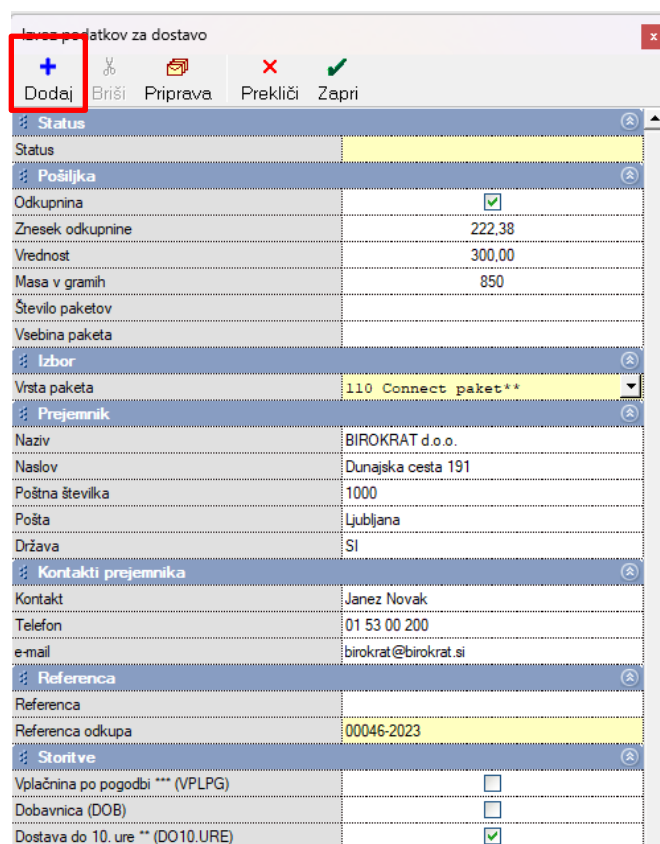 Izvoz podatkov za dostavo
x
Dodaj Briši Priprava Prekliči Zapri
Status
Status
Pošiljka
Odkupnina
Znesek odkupnine 222,38
Vrednost 300,00
Masa v gramih 850
Število paketov
Vsebina paketa
Izbor
Vrsta paketa 110 Connect paket**
Prejemnik
Naziv BIROKRAT d.o.o.
Naslov Dunajska cesta 191
Poštna številka 1000
Pošta Ljubljana
Država SI
Kontakti prejemnika
Kontakt Janez Novak
Telefon 01 53 00 200
e-mail birokrat@birokrat.si
Referenca
Referenca
Referenca odkupa 00046-2023
Storitve
Vplačnina po pogodbi *** (VPLPG)
Dobavnica (DOB)
Dostava do 10. ure ** (DO10.URE)